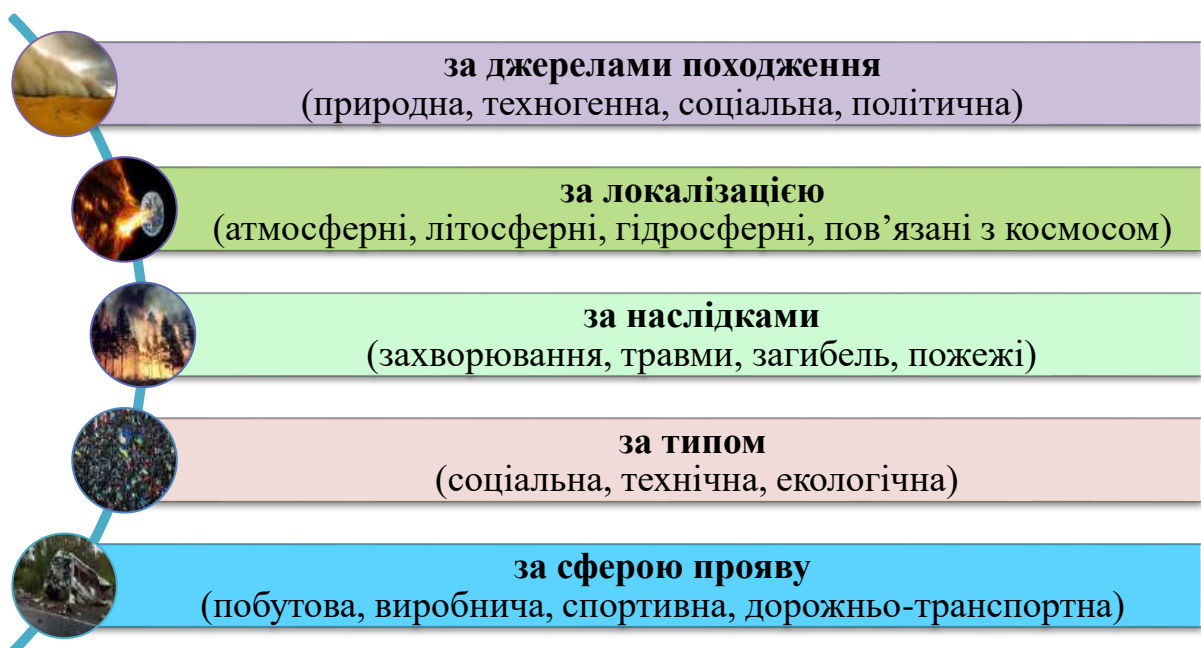 за джерелами походження
(природна, техногенна, соціальна, політична)
за локалізацією
(атмосферні, літосферні, гідросферні, пов’язані з космосом)
за наслідками
(захворювання, травми, загибель, пожежі)
за типом
(соціальна, технічна, екологічна)
за сферою прояву
(побутова, виробнича, спортивна, дорожньо-транспортна)